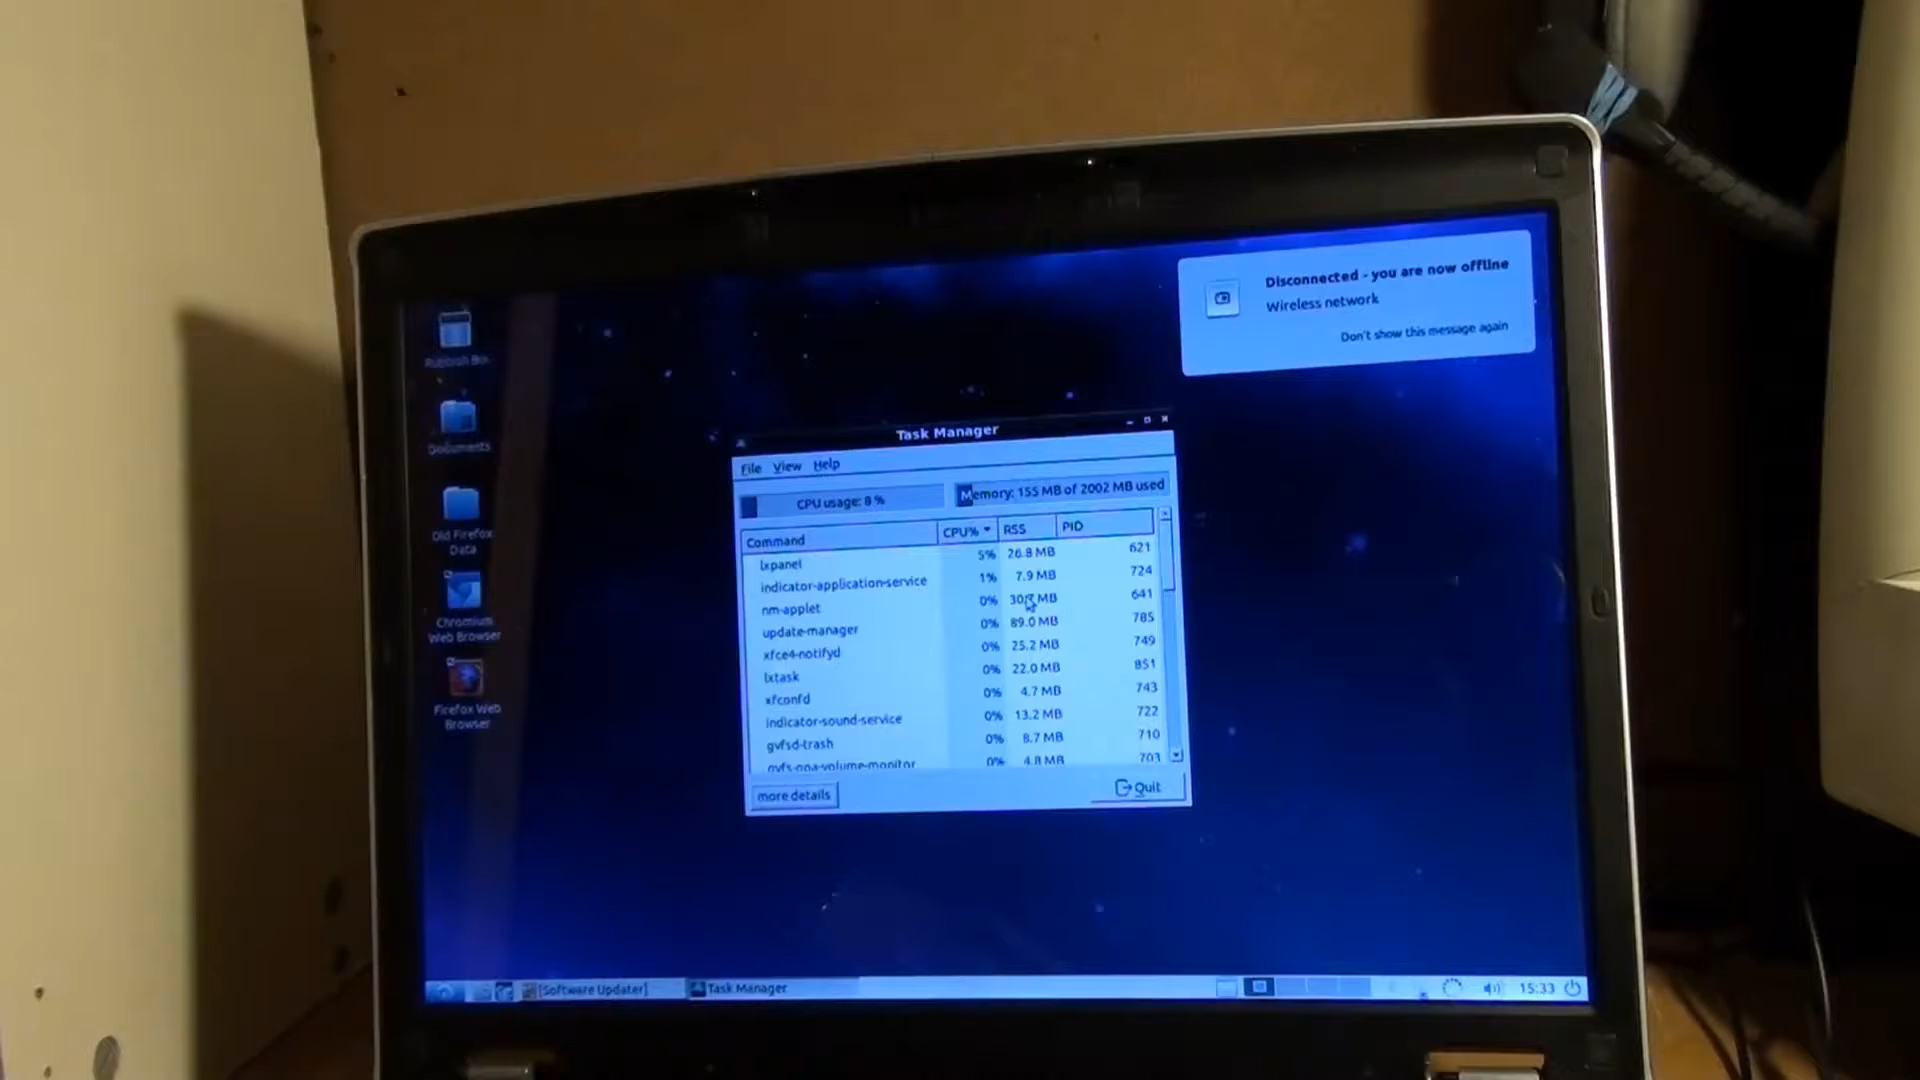 Disconnected - you are now offline
Wireless network
Don't show this message again
Rubbish Bin
Documents
Old Firefox
Data
Chromium
Web Browser
Firefox Web
Browser
Task Manager
File View Help
CPU usage: 8 %
Memory: 155 MB of 2002 MB used
Command CPU% RSS PID
lxpanel 5% 26.8 MB 621
indicator-application-service 1% 7.9 MB 724
nm-applet 0% MB 641
update-manager 0% 89.0 MB 785
xfce4-notifyd 0% 25.2 MB 749
lxtask 0% 22.0 MB 851
xfconfd 0% 4.7 MB 743
indicator-sound-service 0% 13.2 MB 722
gvfsd-trash 0% 8.7 MB 710
gvfs-goa-volume-monitor 0% 4.8 MB 703
more details
Quit
[Software Updater]
Task Manager
15:33